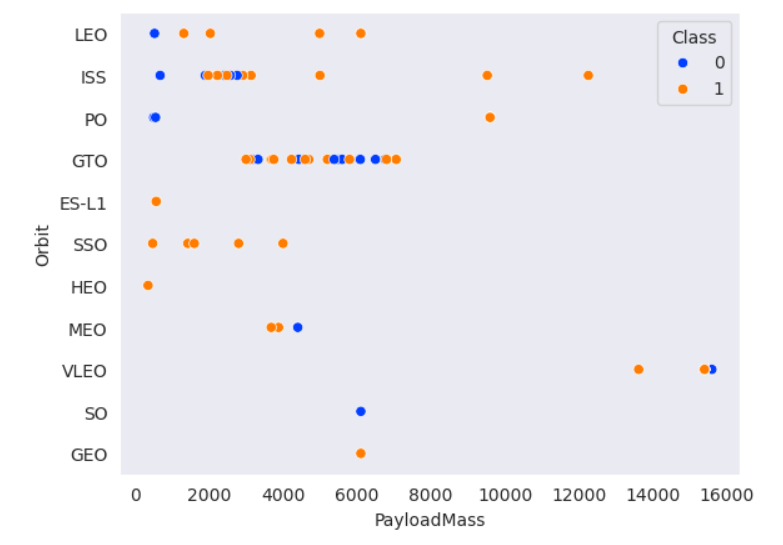 LEO
ISS
PO
GTO
ES-L1
SSO
HEO
MEO
VLEO
SO
GEO
Orbit
Class
0
1
0 2000 4000 6000 8000 10000 12000 14000 16000
PayloadMass